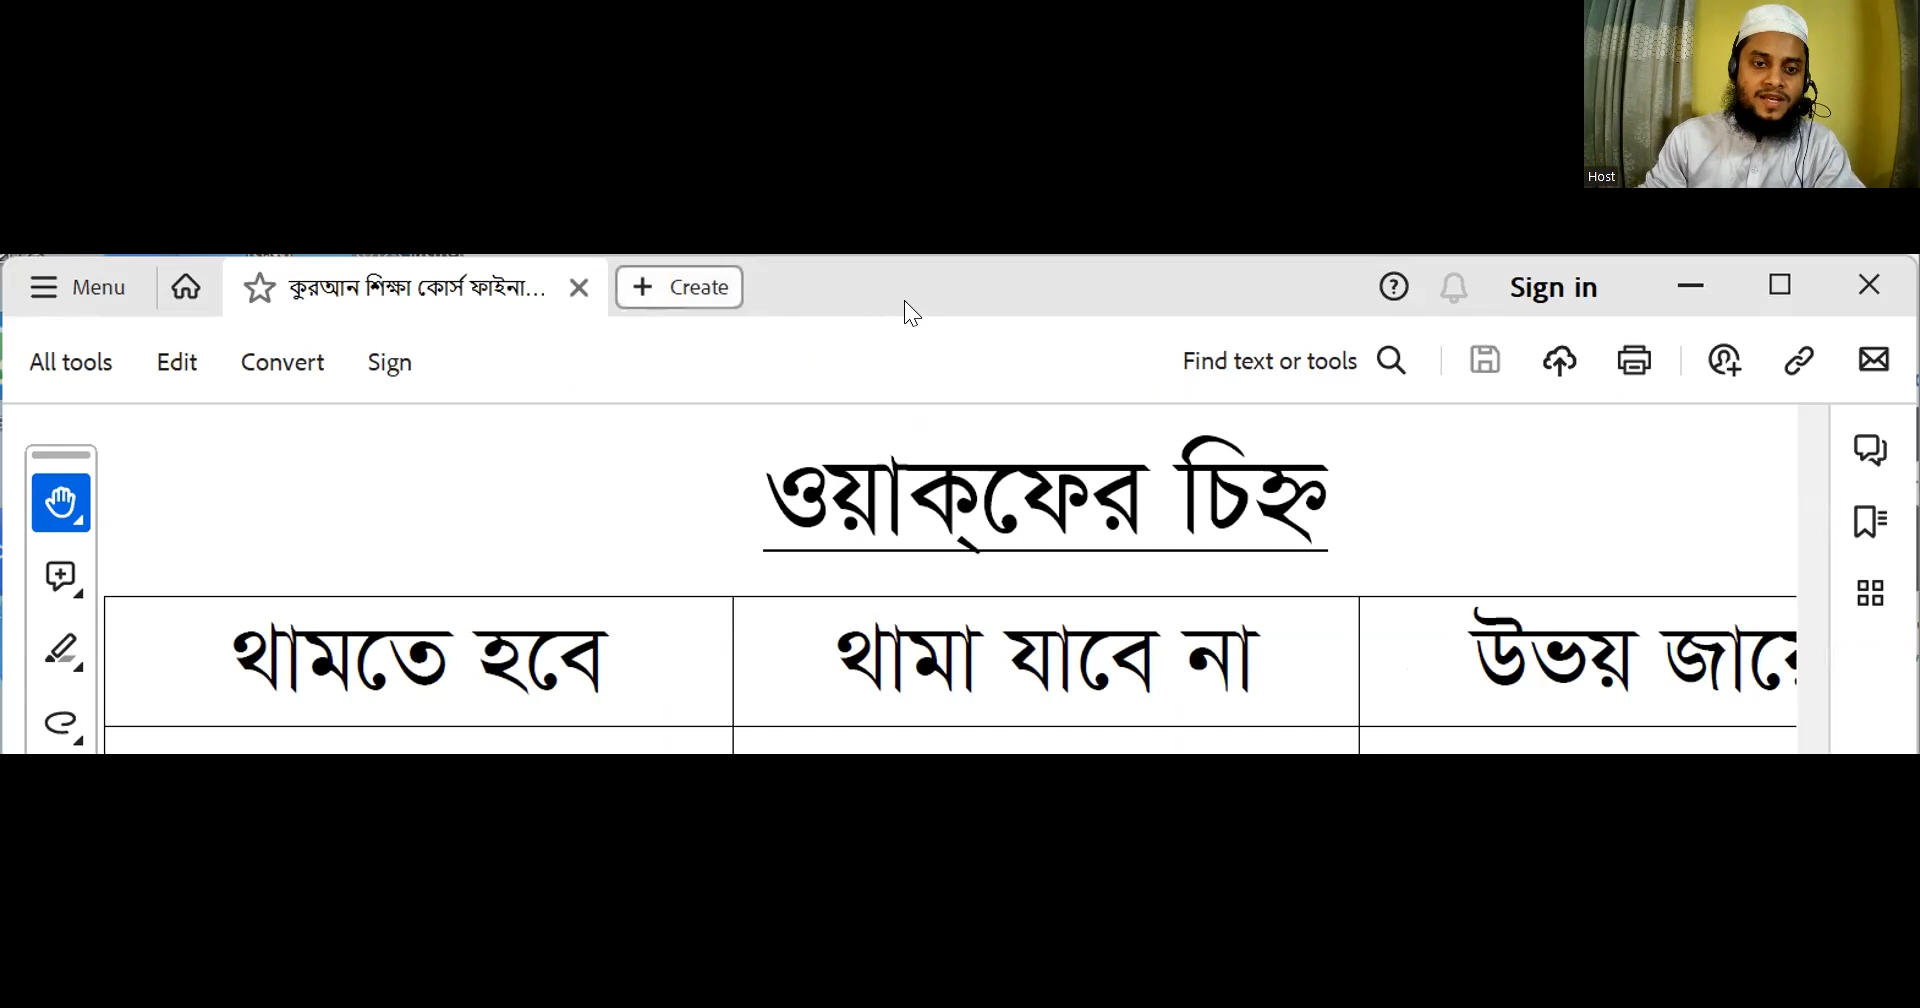 Host
Menu
কুরআন শিক্ষা কোর্স ফাইনা...
Create
Sign in
All tools Edit Convert Sign
Find text or tools
ওয়াক্‌ফের চিহ্ন
থামতে হবে
থামা যাবে না
উভয় জায়ে